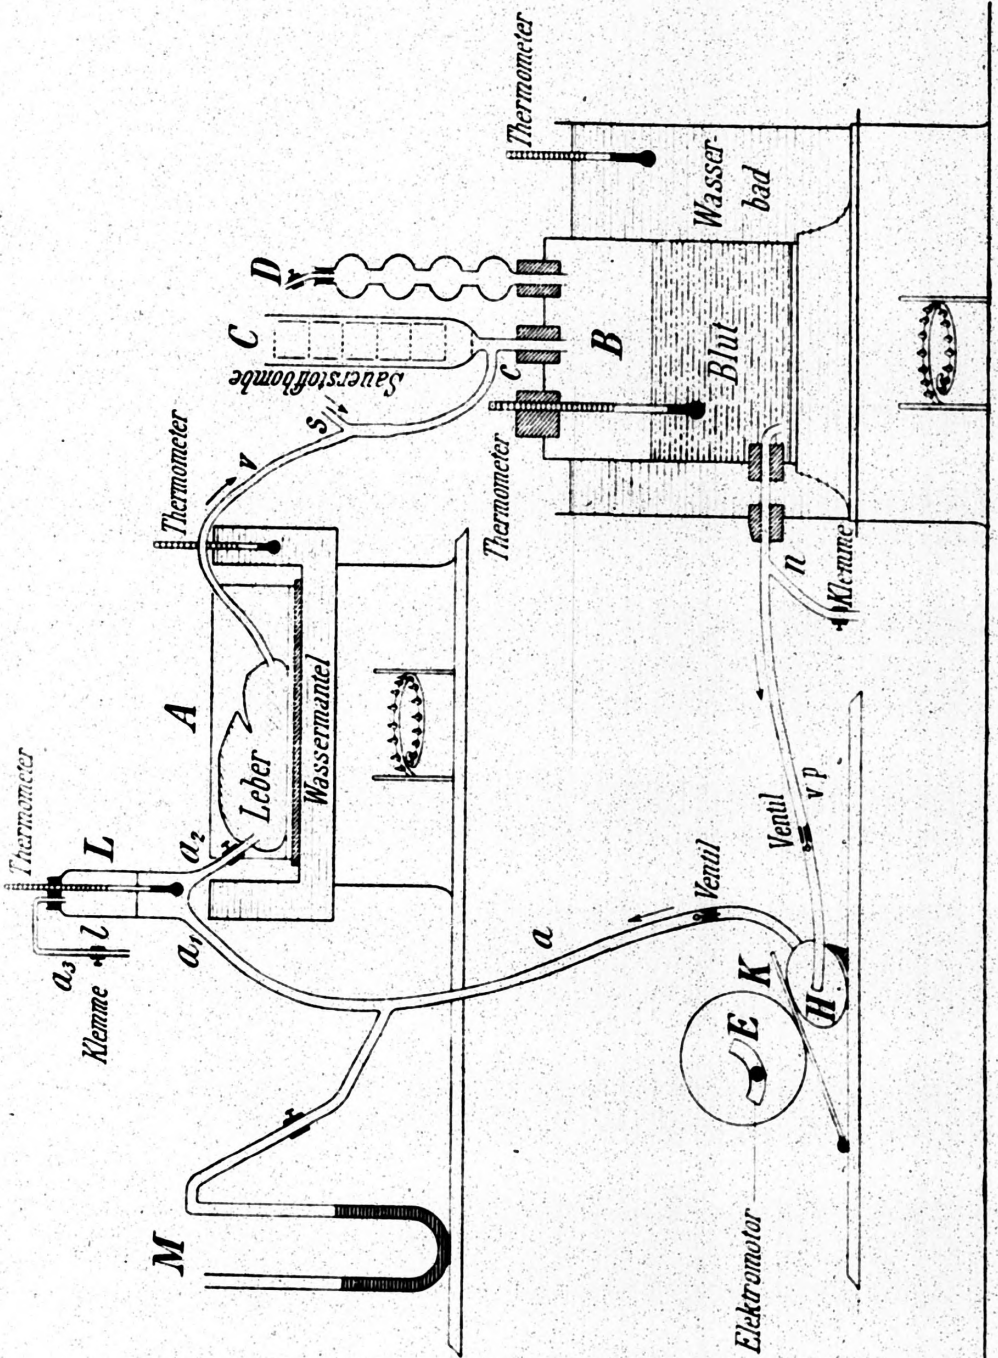 Thermometer
D
C
Sauerstoffbombe
Thermometer
s
v
c
Thermometer
B
Blut
Wasser-
bad
A
Leber
Wassermantel
Thermometer
L
a₂
a₁
a₃
l
Klemme
n
Klemme
Ventil
v p
Ventil
a
K
H
E
M
Elektromotor